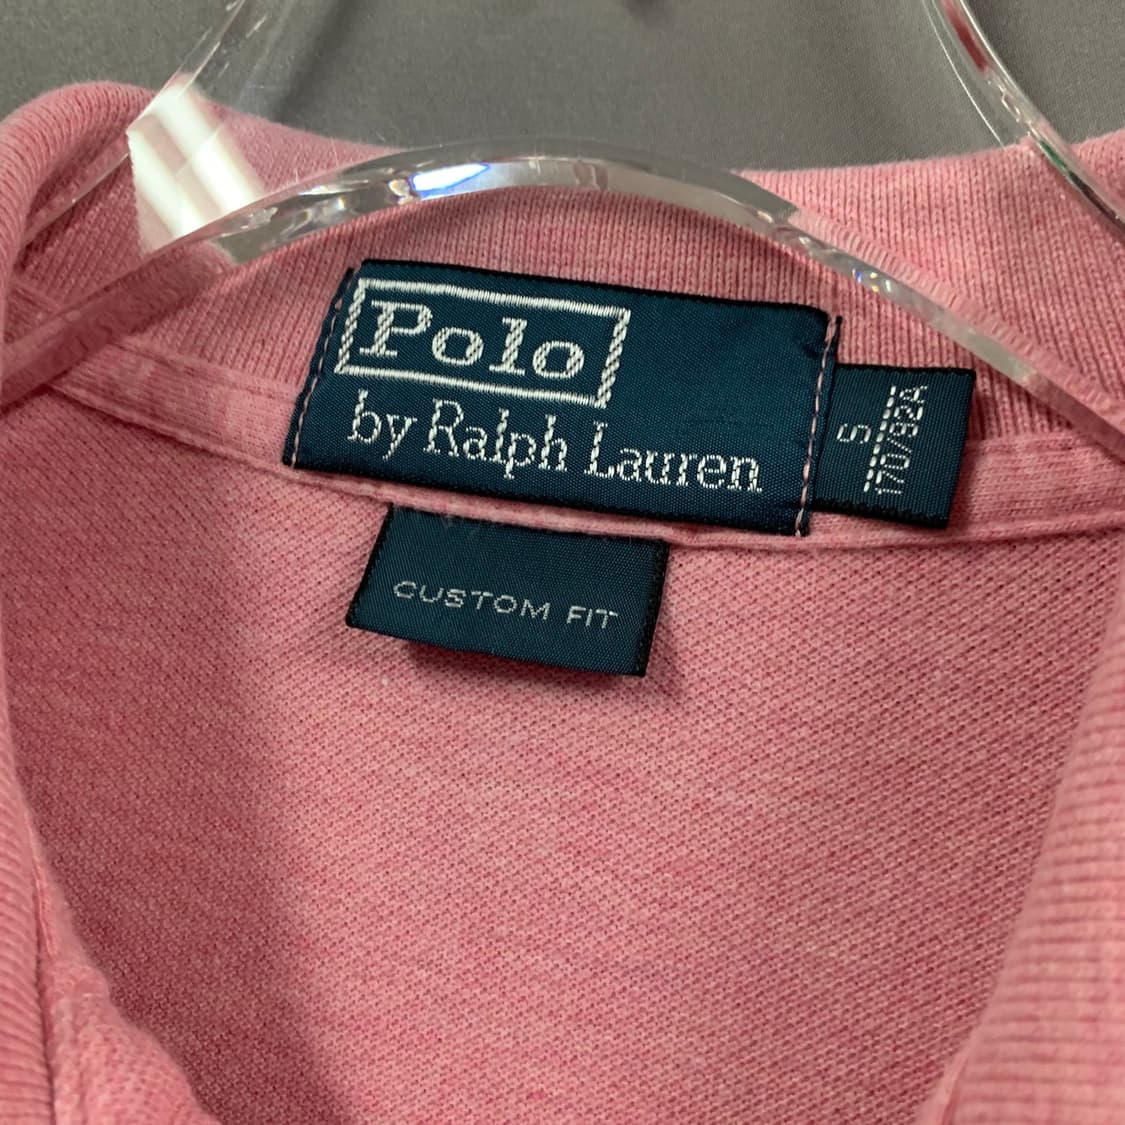 Polo
by Ralph Lauren
S
170/92A
CUSTOM FIT